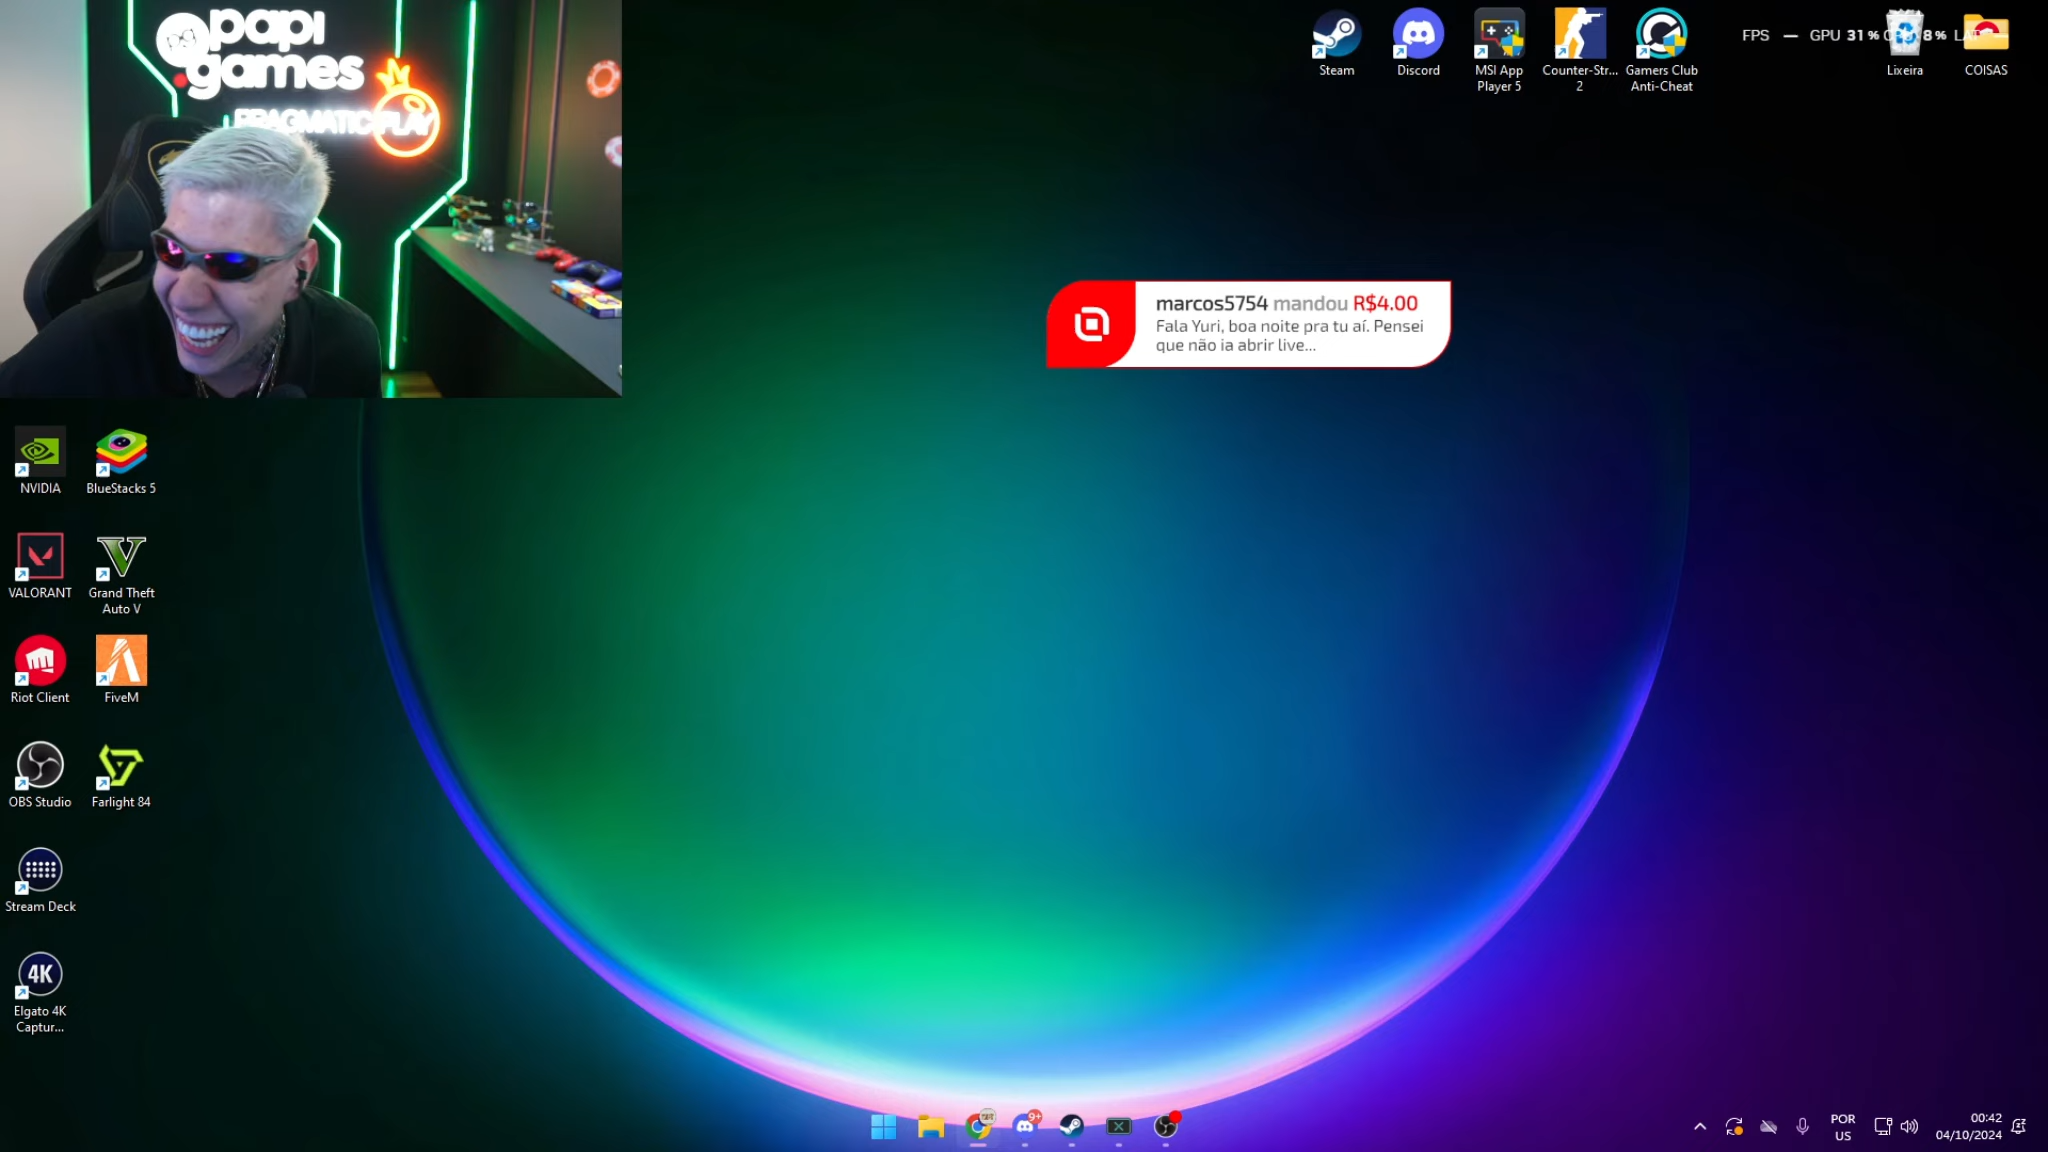 papi
games
PRAGMATIC PLAY
Steam
Discord
MSI App
Player 5
Counter-Str...
2
Gamers Club
Anti-Cheat
FPS — GPU 31%
8%
Lixeira
COISAS
marcos5754 mandou R$4.00
Fala Yuri, boa noite pra tu aí. Pensei
que não ia abrir live...
NVIDIA
BlueStacks 5
VALORANT
Grand Theft
Auto V
Riot Client
FiveM
OBS Studio
Farlight 84
Stream Deck
4K
Elgato 4K
Captur...
9+
POR
US
00:42
04/10/2024